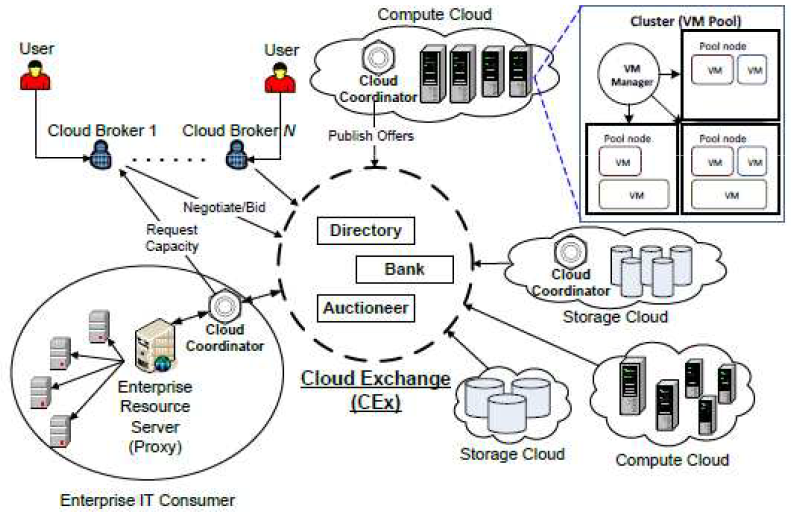 Compute Cloud
User
User
Cloud
Coordinator
Cluster (VM Pool)
VM
Manager
Pool node
VM
VM
Pool node
VM
VM
Pool node
VM
VM
VM
Cloud Broker 1
Cloud Broker N
Publish Offers
Negotiate/Bid
Request
Capacity
Directory
Bank
Auctioneer
Cloud Exchange
(CEx)
Cloud
Coordinator
Storage Cloud
Cloud
Coordinator
Enterprise
Resource
Server
(Proxy)
Enterprise IT Consumer
Storage Cloud
Compute Cloud